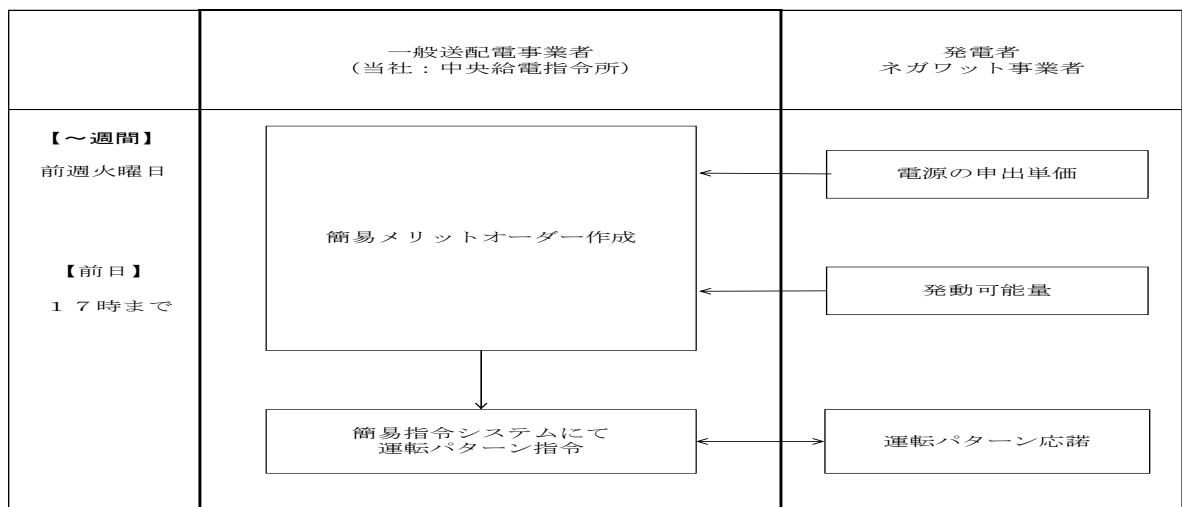 一般送配電事業者
（当社：中央給電指令所）
発電者
ネガワット事業者
【～週間】
前週火曜日
電源の申出単価
簡易メリットオーダー作成
【前日】
１７時まで
発動可能量
簡易指令システムにて
運転パターン指令
運転パターン応諾